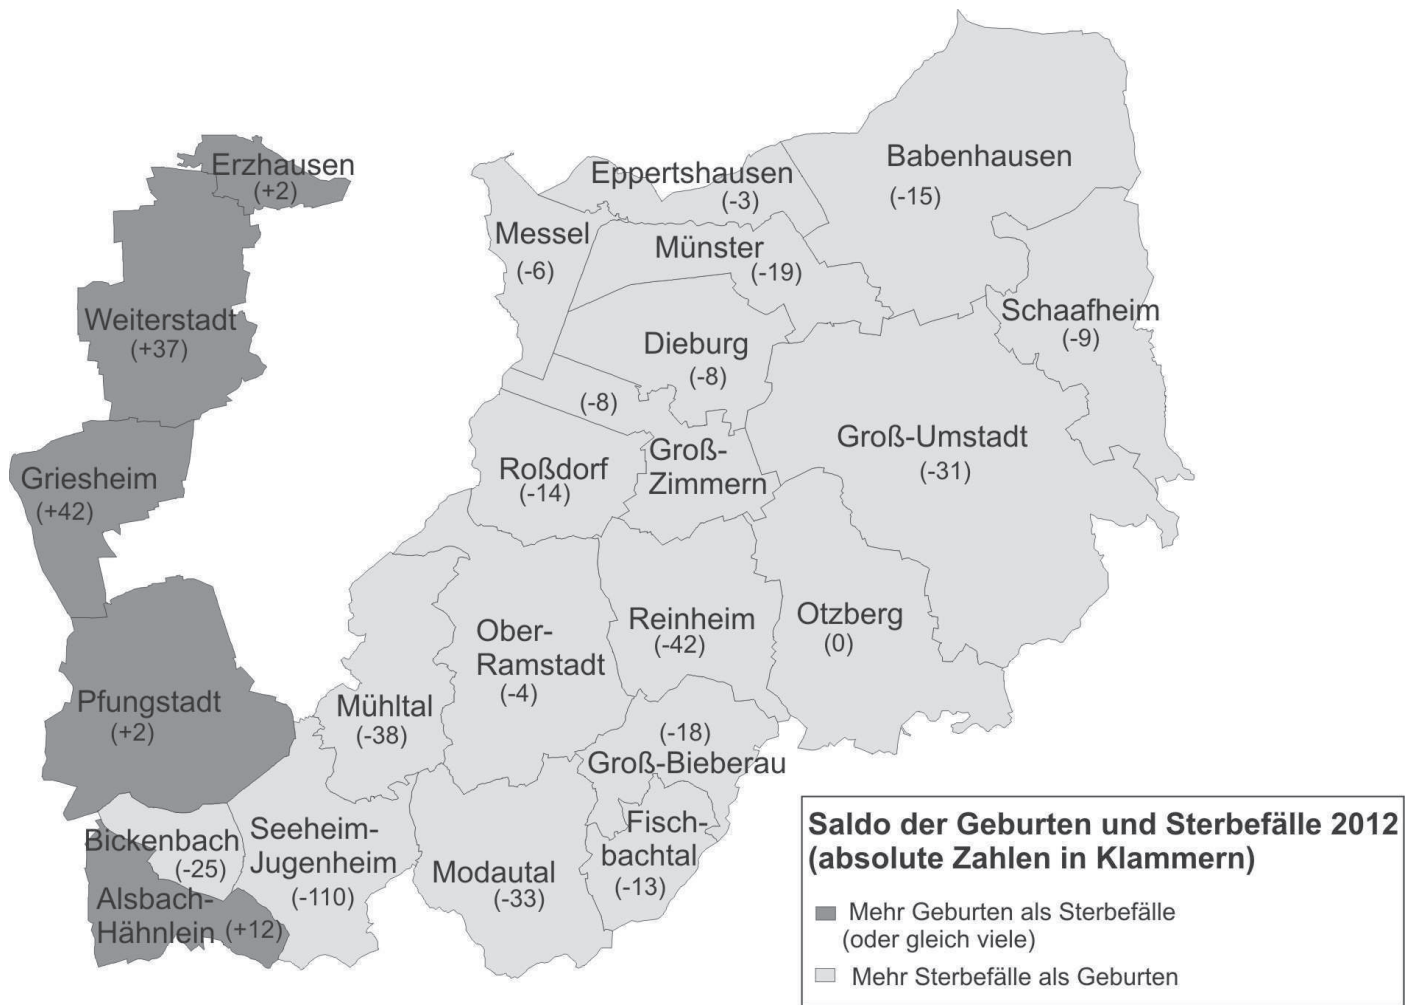 Erzhausen
(+2)
Eppertshausen
(-3)
Babenhausen
(-15)
Messel
(-6)
Münster
(-19)
Weiterstadt
(+37)
Dieburg
(-8)
Schaafheim
(-9)
(-8)
Groß-
Zimmern
Groß-Umstadt
(-31)
Griesheim
(+42)
Roßdorf
(-14)
Ober-
Ramstadt
(-4)
Reinheim
(-42)
Otzberg
(0)
Pfungstadt
(+2)
Mühltal
(-38)
(-18)
Groß-Bieberau
Bickenbach
(-25)
Seeheim-
Jugenheim
(-110)
Modautal
(-33)
Fisch-
bachtal
(-13)
Alsbach-
Hähnlein (+12)
Saldo der Geburten und Sterbefälle 2012
(absolute Zahlen in Klammern)
Mehr Geburten als Sterbefälle
(oder gleich viele)
Mehr Sterbefälle als Geburten